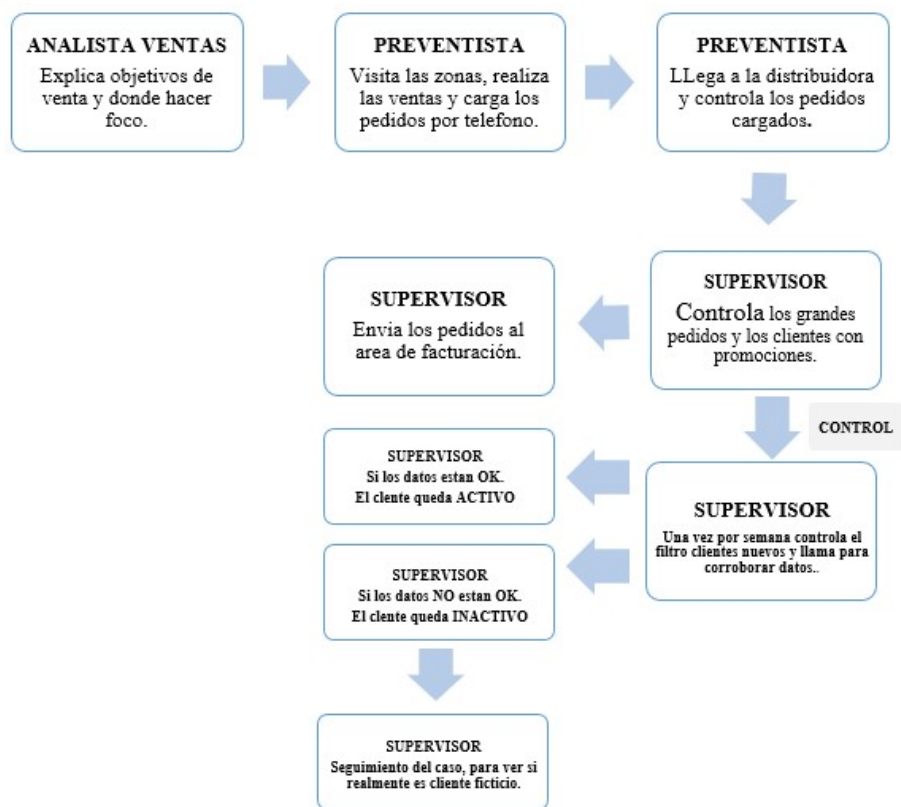 ANALISTA VENTAS
Explica objetivos de
venta y donde hacer
foco.
PREVENTISTA
Visita las zonas, realiza
las ventas y carga los
pedidos por telefono.
PREVENTISTA
LLega a la distribuidora
y controla los pedidos
cargados.
SUPERVISOR
Controla los grandes
pedidos y los clientes con
promociones.
SUPERVISOR
Envia los pedidos al
area de facturación.
CONTROL
SUPERVISOR
Una vez por semana controla el
filtro clientes nuevos y llama para
corroborar datos..
SUPERVISOR
Si los datos estan OK.
El clente queda ACTIVO
SUPERVISOR
Si los datos NO estan OK.
El clente queda INACTIVO
SUPERVISOR
Seguimiento del caso, para ver si
realmente es cliente ficticio.